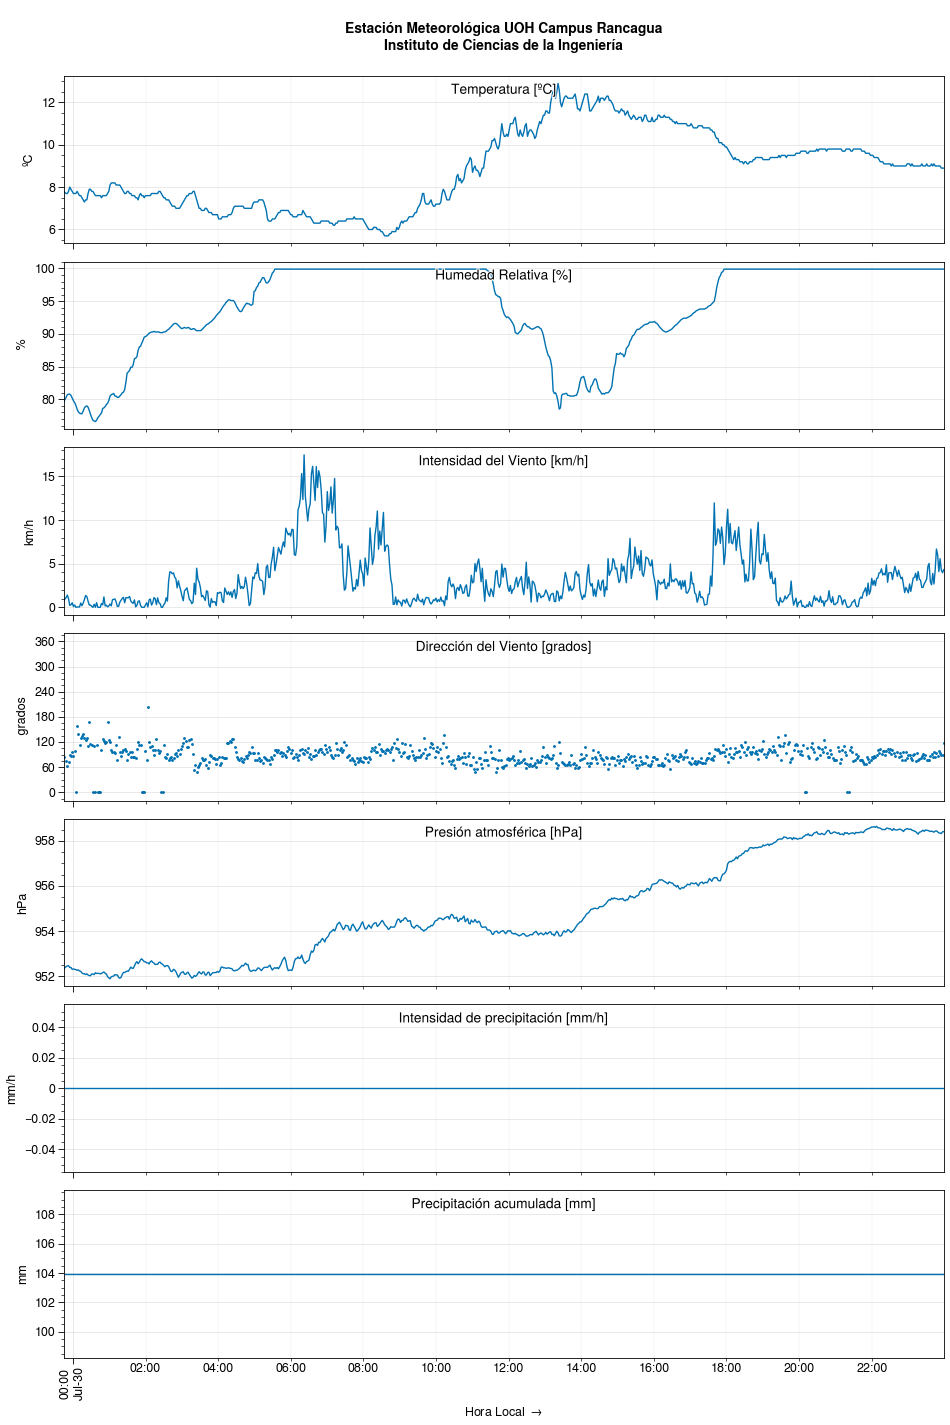 Estación Meteorológica UOH Campus Rancagua
Instituto de Ciencias de la Ingeniería
Temperatura [ºC]
12
10
8
6
ºC
Humedad Relativa [%]
100
95
90
85
80
%
Intensidad del Viento [km/h]
15
10
5
0
km/h
Dirección del Viento [grados]
360
300
240
180
120
60
0
grados
Presión atmosférica [hPa]
958
956
954
952
hPa
Intensidad de precipitación [mm/h]
0.04
0.02
0
−0.02
−0.04
mm/h
Precipitación acumulada [mm]
108
106
104
102
100
mm
00:00
Jul-30
02:00
04:00
06:00
08:00
10:00
12:00
14:00
16:00
18:00
20:00
22:00
Hora Local →